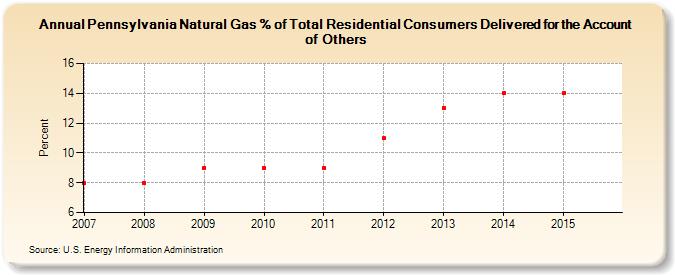 Annual Pennsylvania Natural Gas % of Total Residential Consumers Delivered for the Account
of Others
Percent
16
14
12
10
8
6
2007 2008 2009 2010 2011 2012 2013 2014 2015
Source: U.S. Energy Information Administration